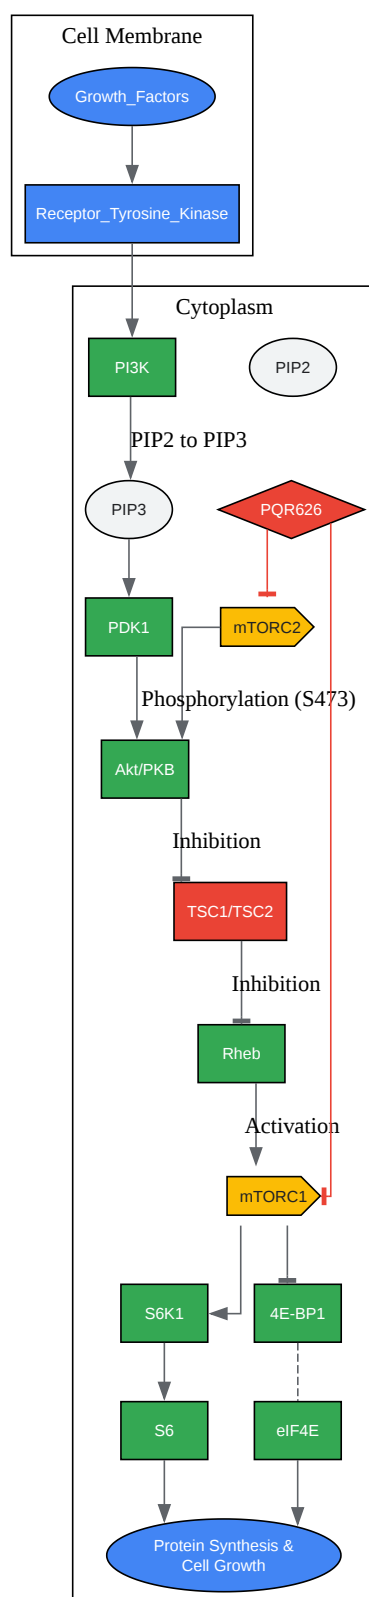 Cell Membrane
Growth_Factors
Receptor_Tyrosine_Kinase
Cytoplasm
PI3K
PIP2
PIP2 to PIP3
PIP3
PQR626
PDK1
mTORC2
Phosphorylation (S473)
Akt/PKB
Inhibition
TSC1/TSC2
Inhibition
Rheb
Activation
mTORC1
S6K1
4E-BP1
S6
eIF4E
Protein Synthesis &
Cell Growth